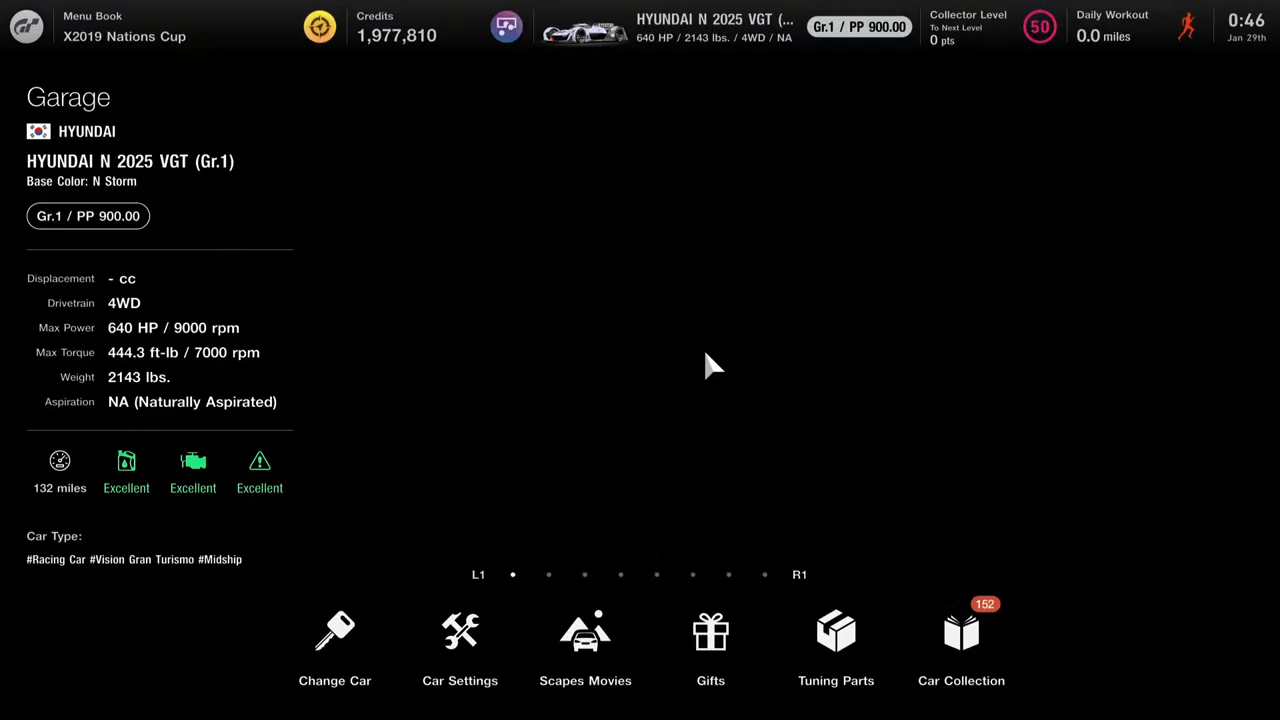 Menu Book
X2019 Nations Cup
Credits
1,977,810
HYUNDAI N 2025 VGT (...
640 HP / 2143 lbs. / 4WD / NA
Gr.1 / PP 900.00
Collector Level
To Next Level
0 pts
50
Daily Workout
0.0 miles
0:46
Jan 29th
Garage
HYUNDAI
HYUNDAI N 2025 VGT (Gr.1)
Base Color: N Storm
Gr.1 / PP 900.00
Displacement - cc
Drivetrain 4WD
Max Power 640 HP / 9000 rpm
Max Torque 444.3 ft-lb / 7000 rpm
Weight 2143 lbs.
Aspiration NA (Naturally Aspirated)
132 miles Excellent Excellent Excellent
Car Type:
#Racing Car #Vision Gran Turismo #Midship
L1 R1
152
Change Car Car Settings Scapes Movies Gifts Tuning Parts Car Collection